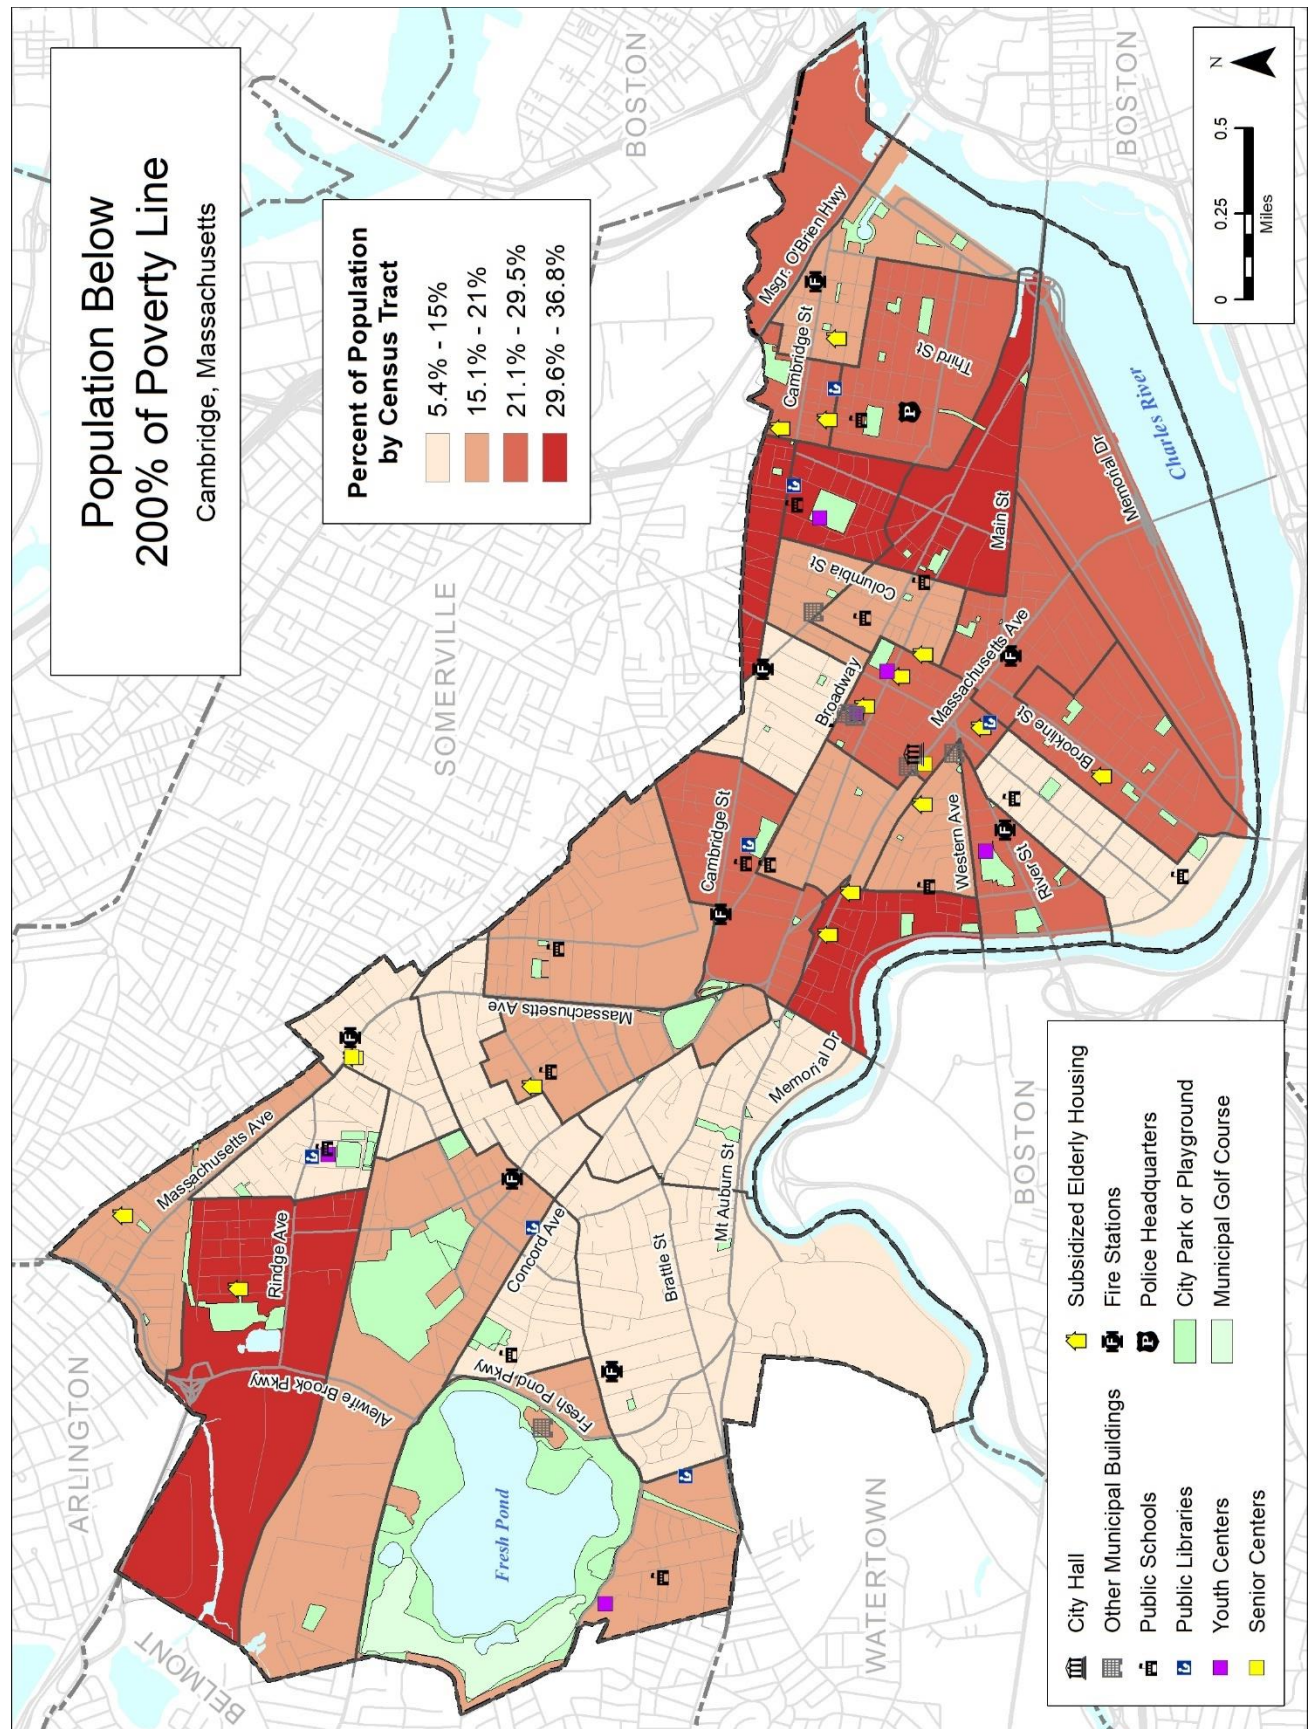 Population Below
200% of Poverty Line
Cambridge, Massachusetts
Percent of Population
by Census Tract
5.4% - 15%
15.1% - 21%
21.1% - 29.5%
29.6% - 36.8%
N
0
0.25
0.5
Miles
ARLINGTON
BELMONT
SOMERVILLE
BOSTON
BOSTON
BOSTON
WATERTOWN
Massachusetts Ave
Rindge Ave
Alewife Brook Pkwy
Concord Ave
Fresh Pond Pkwy
Fresh Pond
Brattle St
Mt Auburn St
Memorial Dr
Massachusetts Ave
Cambridge St
Broadway
Columbia St
Cambridge St
Msgr. O'Brien Hwy
Third St
Main St
Massachusetts Ave
Western Ave
River St
Brookline St
Memorial Dr
Charles River
F
F
F
F
F
F
F
F
P
City Hall
Other Municipal Buildings
Public Schools
Public Libraries
Youth Centers
Senior Centers
Subsidized Elderly Housing
F
Fire Stations
P
Police Headquarters
City Park or Playground
Municipal Golf Course